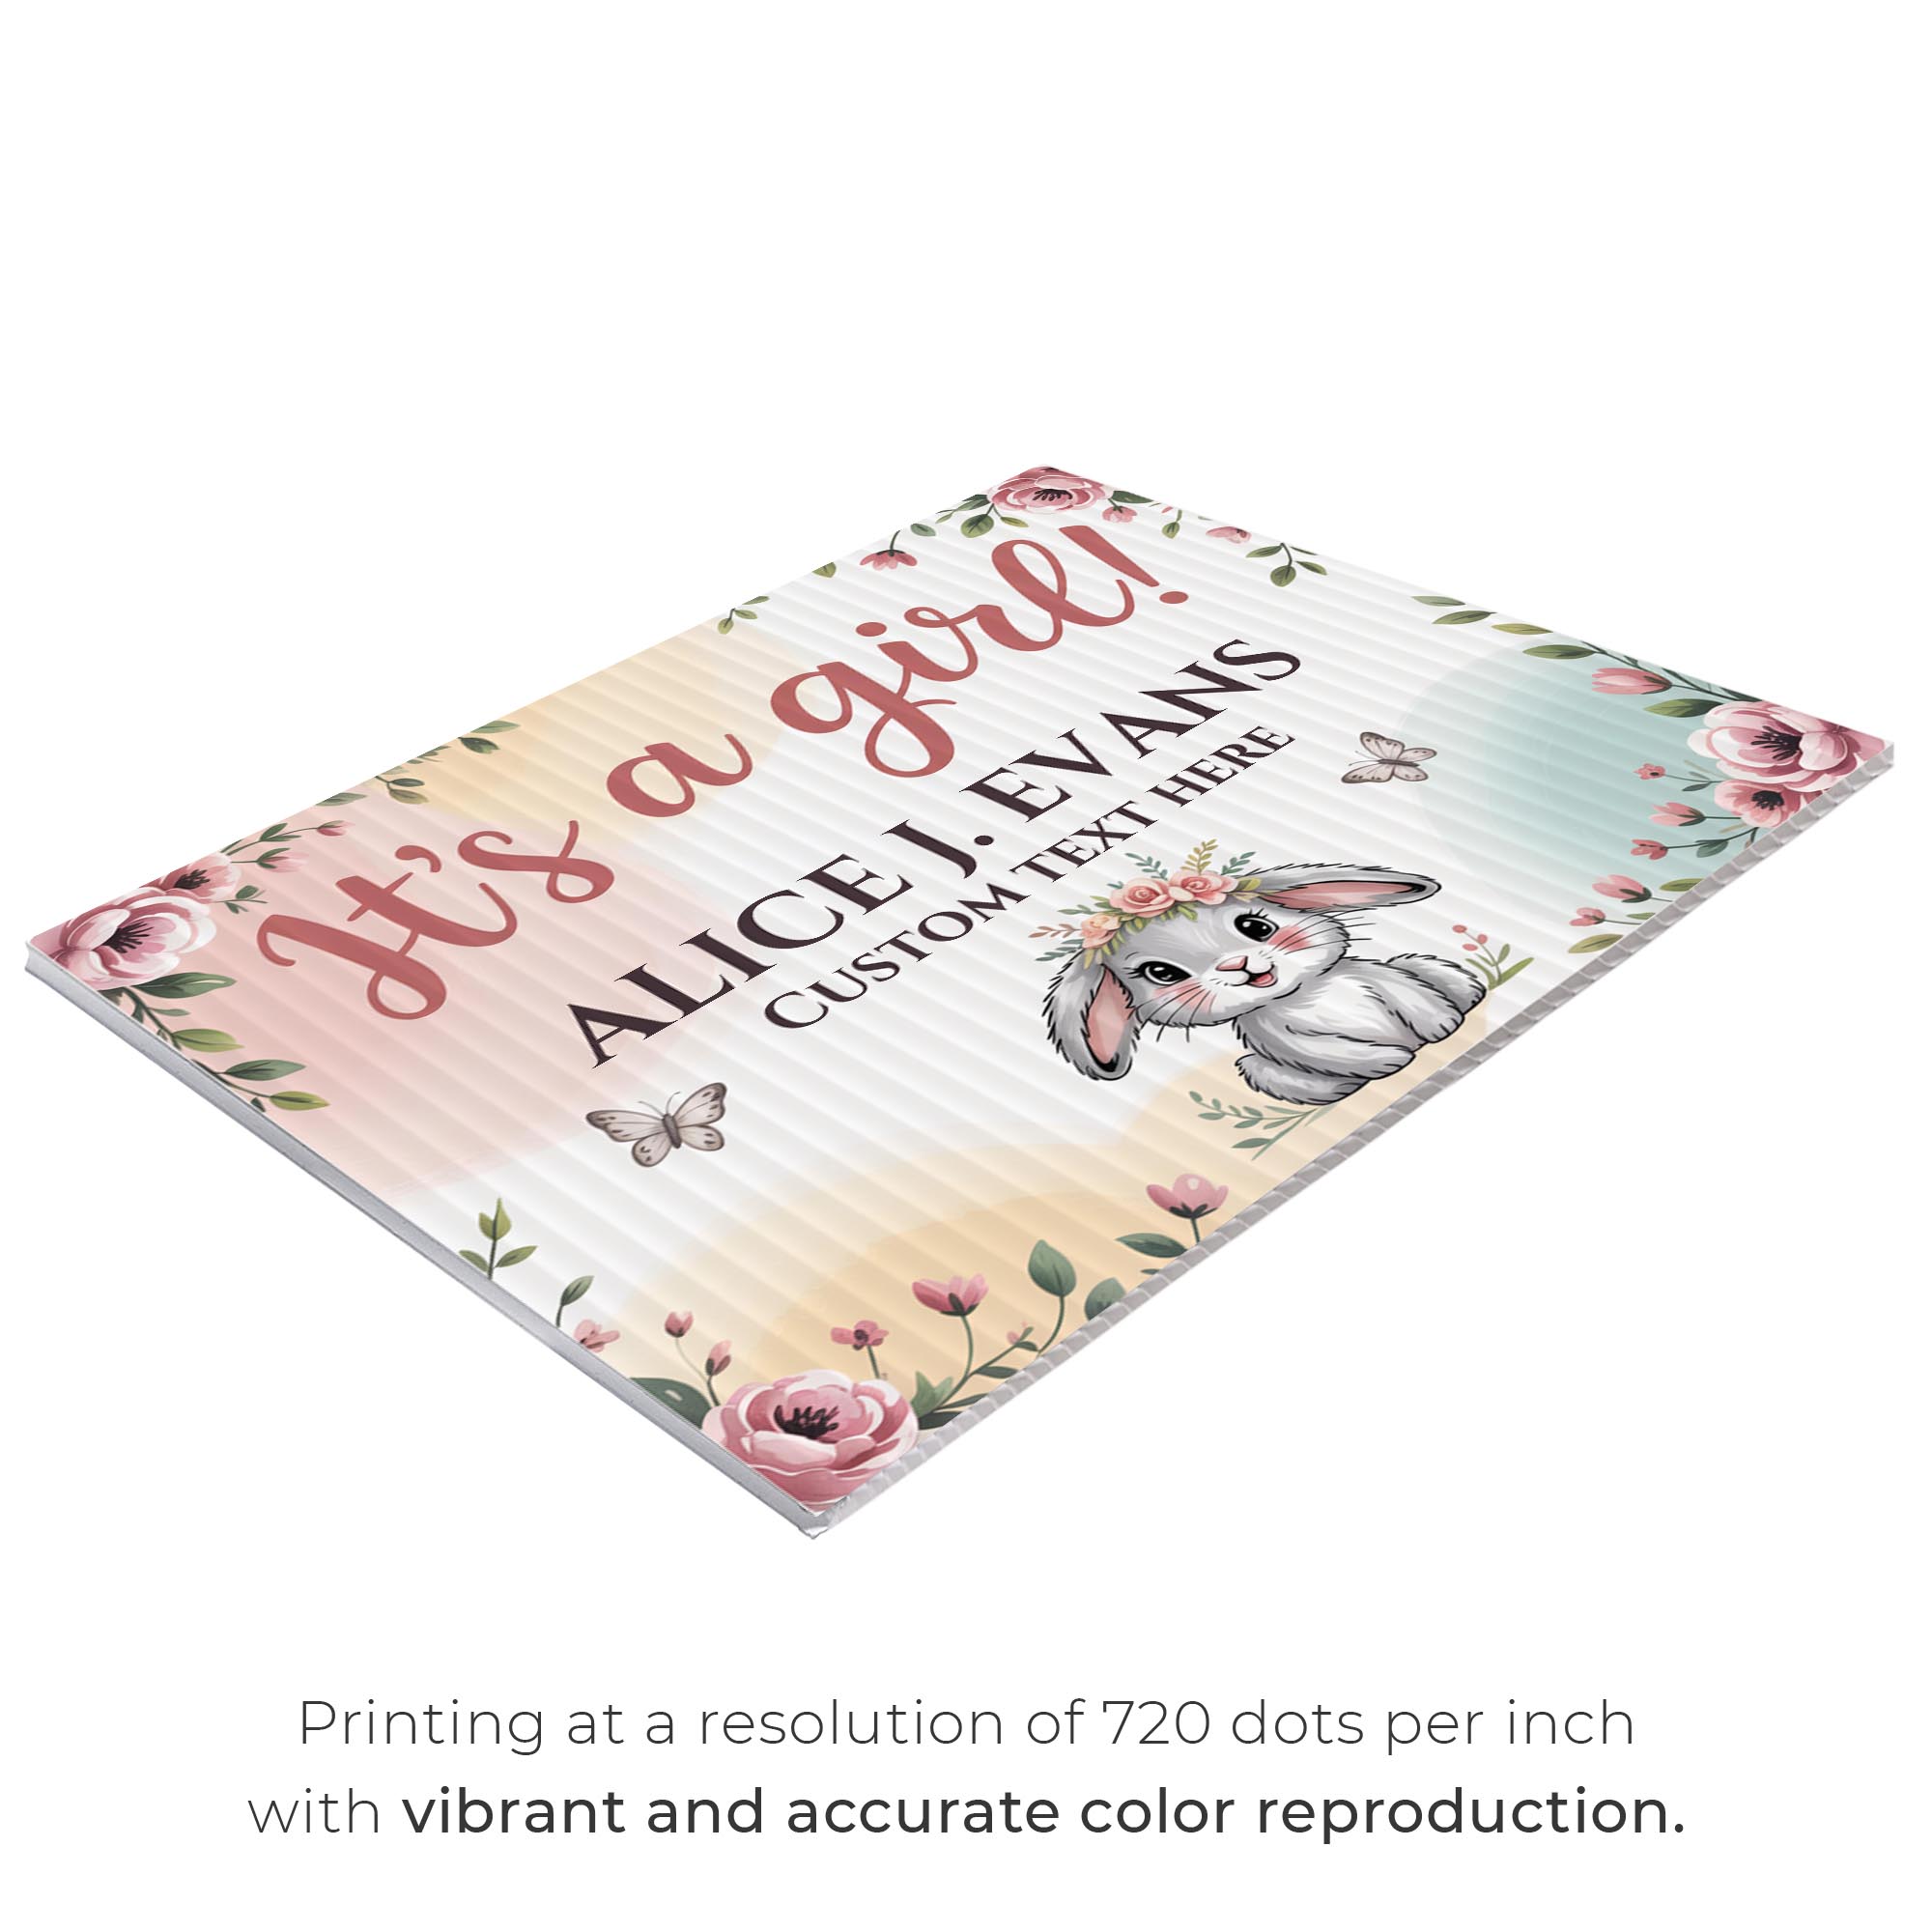 It's a girl!
ALICE J. EVANS
CUSTOM TEXT HERE
Printing at a resolution of 720 dots per inch
with vibrant and accurate color reproduction.